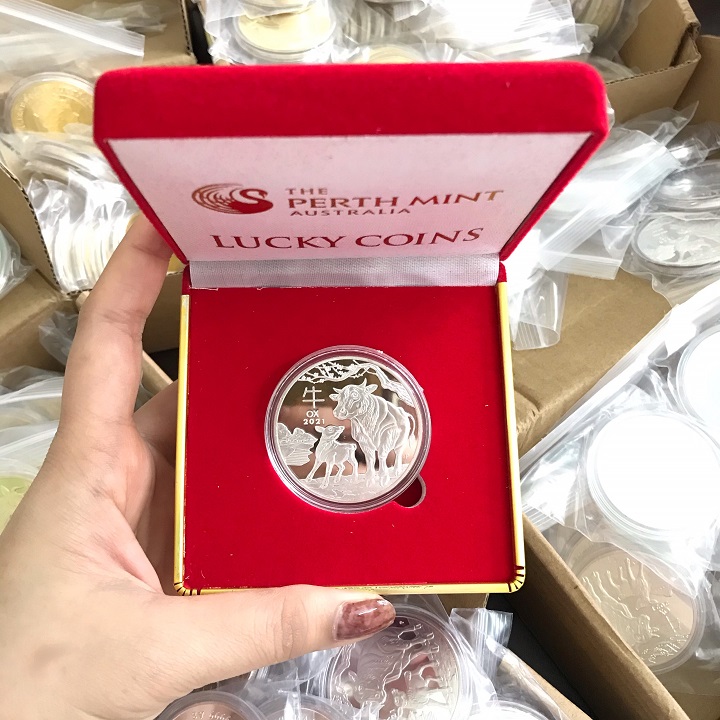 THE
PERTH MINT
AUSTRALIA
LUCKY COINS
牛
OX
2021